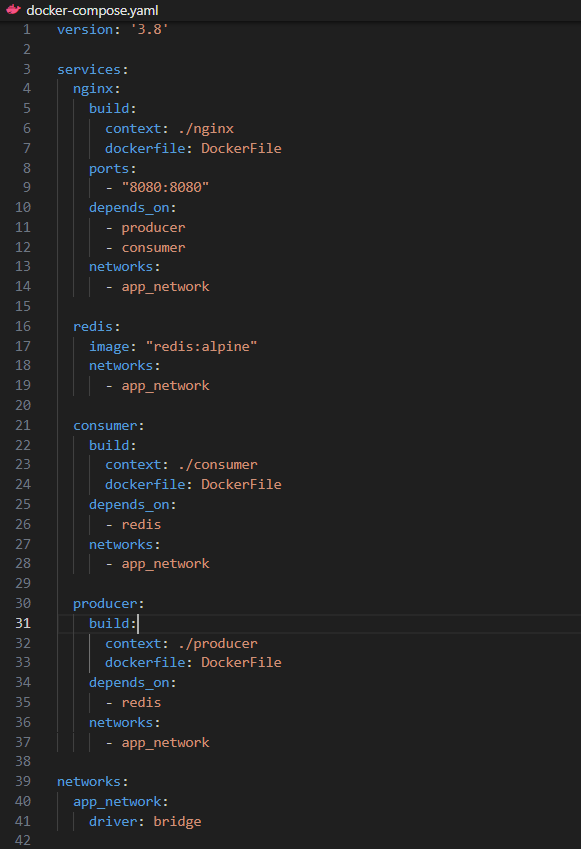 docker-compose.yaml
1 version: '3.8'
2
3 services:
4   nginx:
5     build:
6       context: ./nginx
7       dockerfile: DockerFile
8     ports:
9       - "8080:8080"
10     depends_on:
11       - producer
12       - consumer
13     networks:
14       - app_network
15
16   redis:
17     image: "redis:alpine"
18     networks:
19       - app_network
20
21   consumer:
22     build:
23       context: ./consumer
24       dockerfile: DockerFile
25     depends_on:
26       - redis
27     networks:
28       - app_network
29
30   producer:
31     build:
32       context: ./producer
33       dockerfile: DockerFile
34     depends_on:
35       - redis
36     networks:
37       - app_network
38
39 networks:
40   app_network:
41     driver: bridge
42